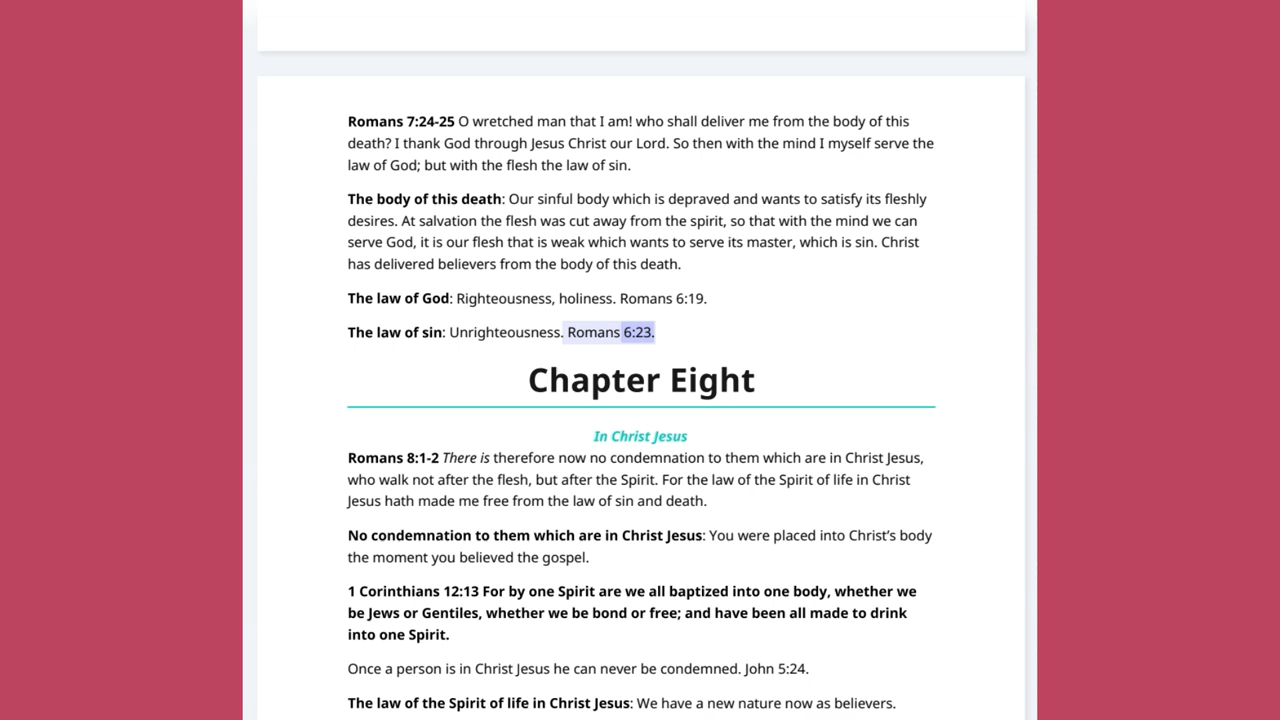 Romans 7:24-25 O wretched man that I am! who shall deliver me from the body of this
death? I thank God through Jesus Christ our Lord. So then with the mind I myself serve the
law of God; but with the flesh the law of sin.
The body of this death: Our sinful body which is depraved and wants to satisfy its fleshly
desires. At salvation the flesh was cut away from the spirit, so that with the mind we can
serve God, it is our flesh that is weak which wants to serve its master, which is sin. Christ
has delivered believers from the body of this death.
The law of God: Righteousness, holiness. Romans 6:19.
The law of sin: Unrighteousness. Romans 6:23.
Chapter Eight
In Christ Jesus
Romans 8:1-2 There is therefore now no condemnation to them which are in Christ Jesus,
who walk not after the flesh, but after the Spirit. For the law of the Spirit of life in Christ
Jesus hath made me free from the law of sin and death.
No condemnation to them which are in Christ Jesus: You were placed into Christ’s body
the moment you believed the gospel.
1 Corinthians 12:13 For by one Spirit are we all baptized into one body, whether we
be Jews or Gentiles, whether we be bond or free; and have been all made to drink
into one Spirit.
Once a person is in Christ Jesus he can never be condemned. John 5:24.
The law of the Spirit of life in Christ Jesus: We have a new nature now as believers.